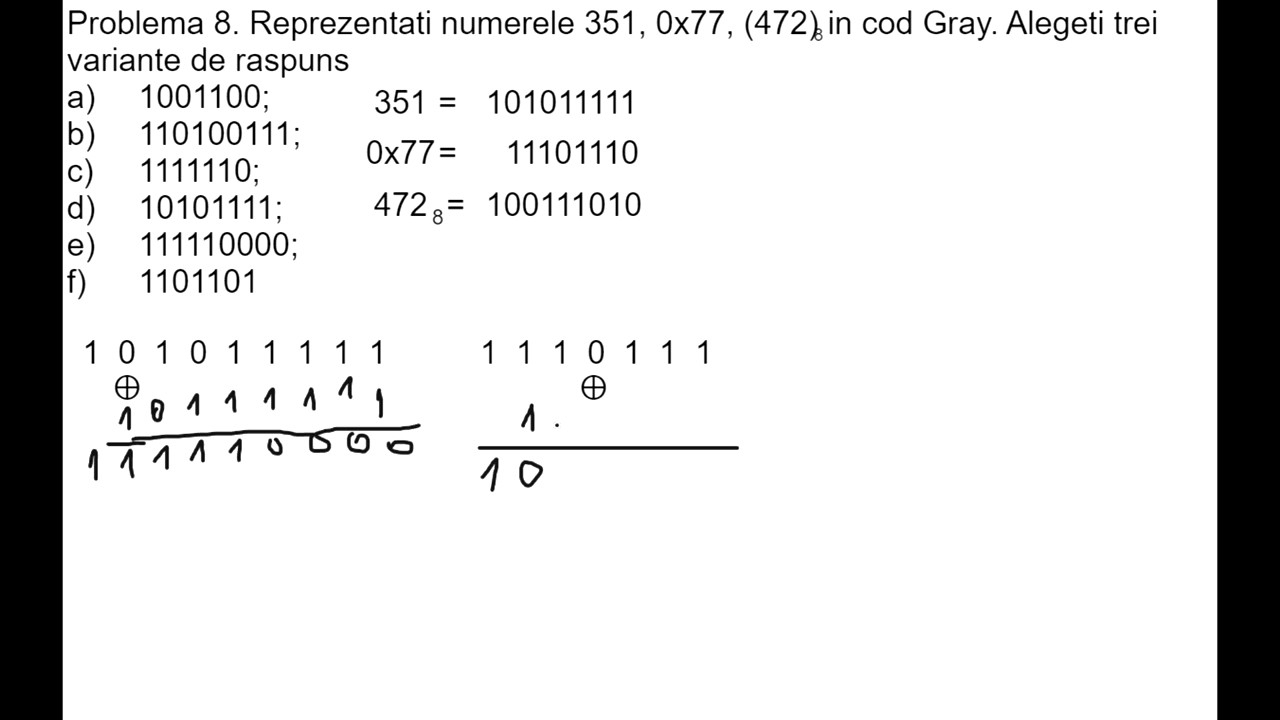 Problema 8. Reprezentati numerele 351, 0x77, (472)₈ in cod Gray. Alegeti trei
variante de raspuns
a) 1001100;
b) 110100111;
c) 1111110;
d) 10101111;
e) 111110000;
f) 1101101
351 = 101011111
0x77= 11101110
472₈= 100111010
1 0 1 0 1 1 1 1 1
⊕
1 0 1 1 1 1 1 1
1 1 1 1 1 0 0 0 0
1 1 1 0 1 1 1
⊕
1 .
1 0